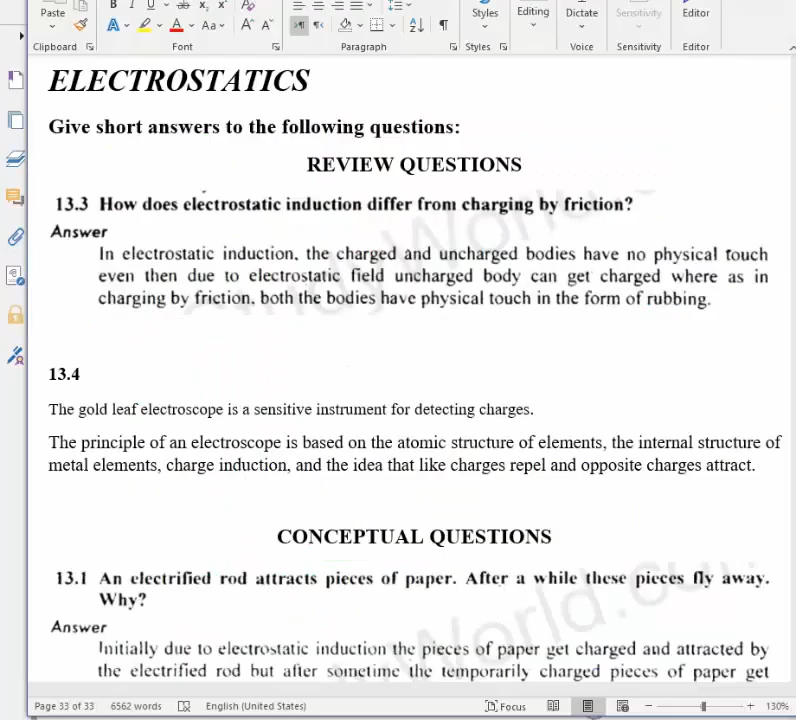 Paste
B I U ab x x
A A Aa A A
Clipboard
Font
Paragraph
Styles
Styles
Editing
Dictate
Voice
Sensitivity
Sensitivity
Editor
Editor
ELECTROSTATICS
Give short answers to the following questions:
REVIEW QUESTIONS
13.3 How does electrostatic induction differ from charging by friction?
Answer
In electrostatic induction, the charged and uncharged bodies have no physical touch
even then due to electrostatic field uncharged body can get charged where as in
charging by friction, both the bodies have physical touch in the form of rubbing.
13.4
The gold leaf electroscope is a sensitive instrument for detecting charges.
The principle of an electroscope is based on the atomic structure of elements, the internal structure of
metal elements, charge induction, and the idea that like charges repel and opposite charges attract.
CONCEPTUAL QUESTIONS
13.1 An electrified rod attracts pieces of paper. After a while these pieces fly away.
Why?
Answer
Initially due to electrostatic induction the pieces of paper get charged and attracted by
the electrified rod but after sometime the temporarily charged pieces of paper get
Page 33 of 33 6562 words English (United States) Focus 130%